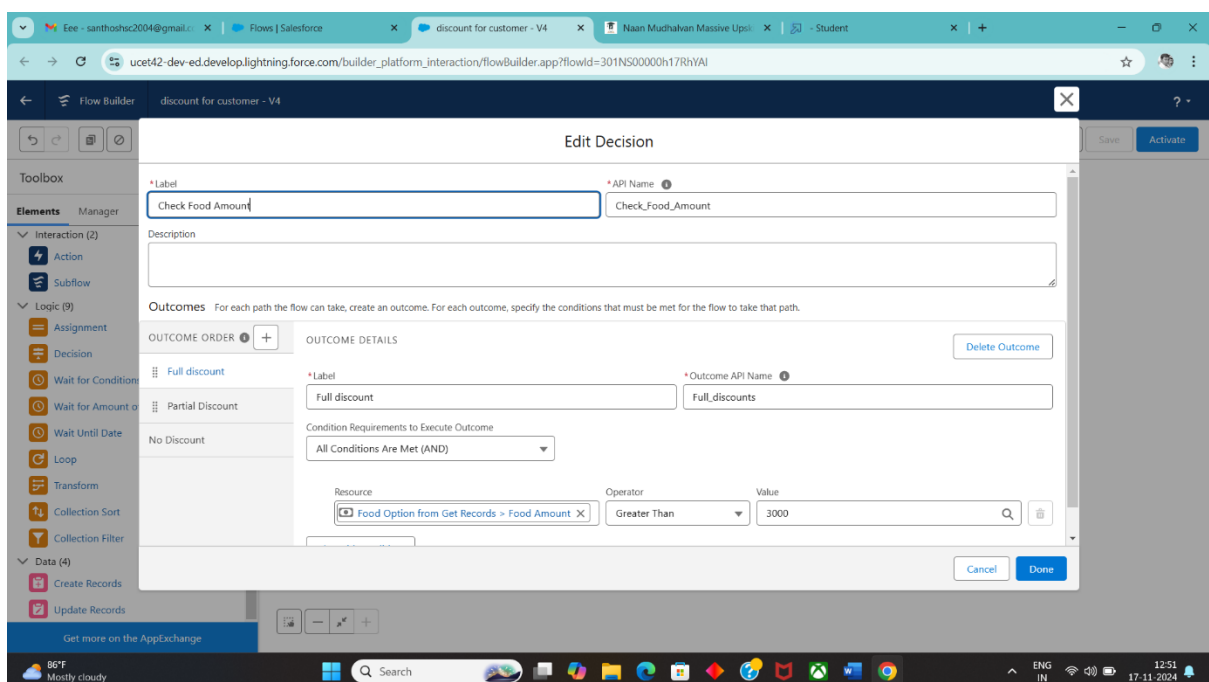 Eee - santhoshsc2004@gmail.c
Flows | Salesforce
discount for customer - V4
Naan Mudhalvan Massive Upsk
- Student
ucet42-dev-ed.develop.lightning.force.com/builder_platform_interaction/flowBuilder.app?flowId=301NS00000h17RhYAI
Flow Builder
discount for customer - V4
?
Edit Decision
Save
Activate
Toolbox
Elements
Manager
Interaction (2)
Action
Subflow
Logic (9)
Assignment
Decision
Wait for Conditions
Wait for Amount o
Wait Until Date
Loop
Transform
Collection Sort
Collection Filter
Data (4)
Create Records
Update Records
Get more on the AppExchange
*Label
Check Food Amount
*API Name
Check_Food_Amount
Description
Outcomes For each path the flow can take, create an outcome. For each outcome, specify the conditions that must be met for the flow to take that path.
OUTCOME ORDER
Full discount
Partial Discount
No Discount
OUTCOME DETAILS
Delete Outcome
*Label
Full discount
*Outcome API Name
Full_discounts
Condition Requirements to Execute Outcome
All Conditions Are Met (AND)
Resource
Food Option from Get Records > Food Amount
Operator
Greater Than
Value
3000
Cancel
Done
86°F
Mostly cloudy
Search
ENG
IN
12:51
17-11-2024